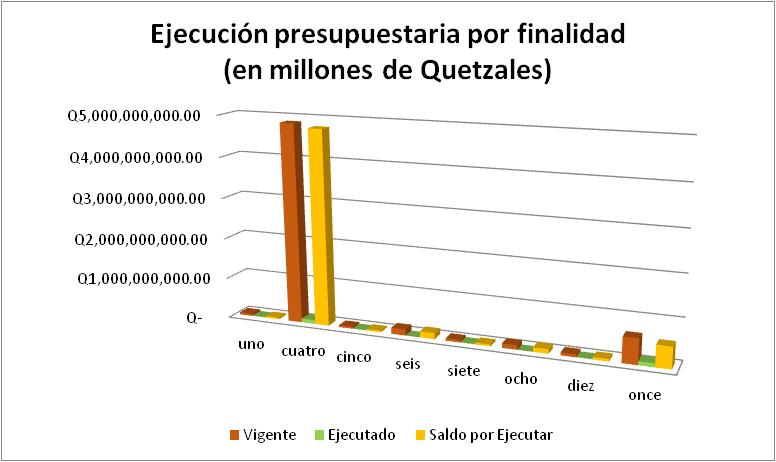 Ejecución presupuestaria por finalidad
(en millones de Quetzales)
Q5,000,000,000.00
Q4,000,000,000.00
Q3,000,000,000.00
Q2,000,000,000.00
Q1,000,000,000.00
Q-
uno
cuatro
cinco
seis
siete
ocho
diez
once
Vigente Ejecutado Saldo por Ejecutar